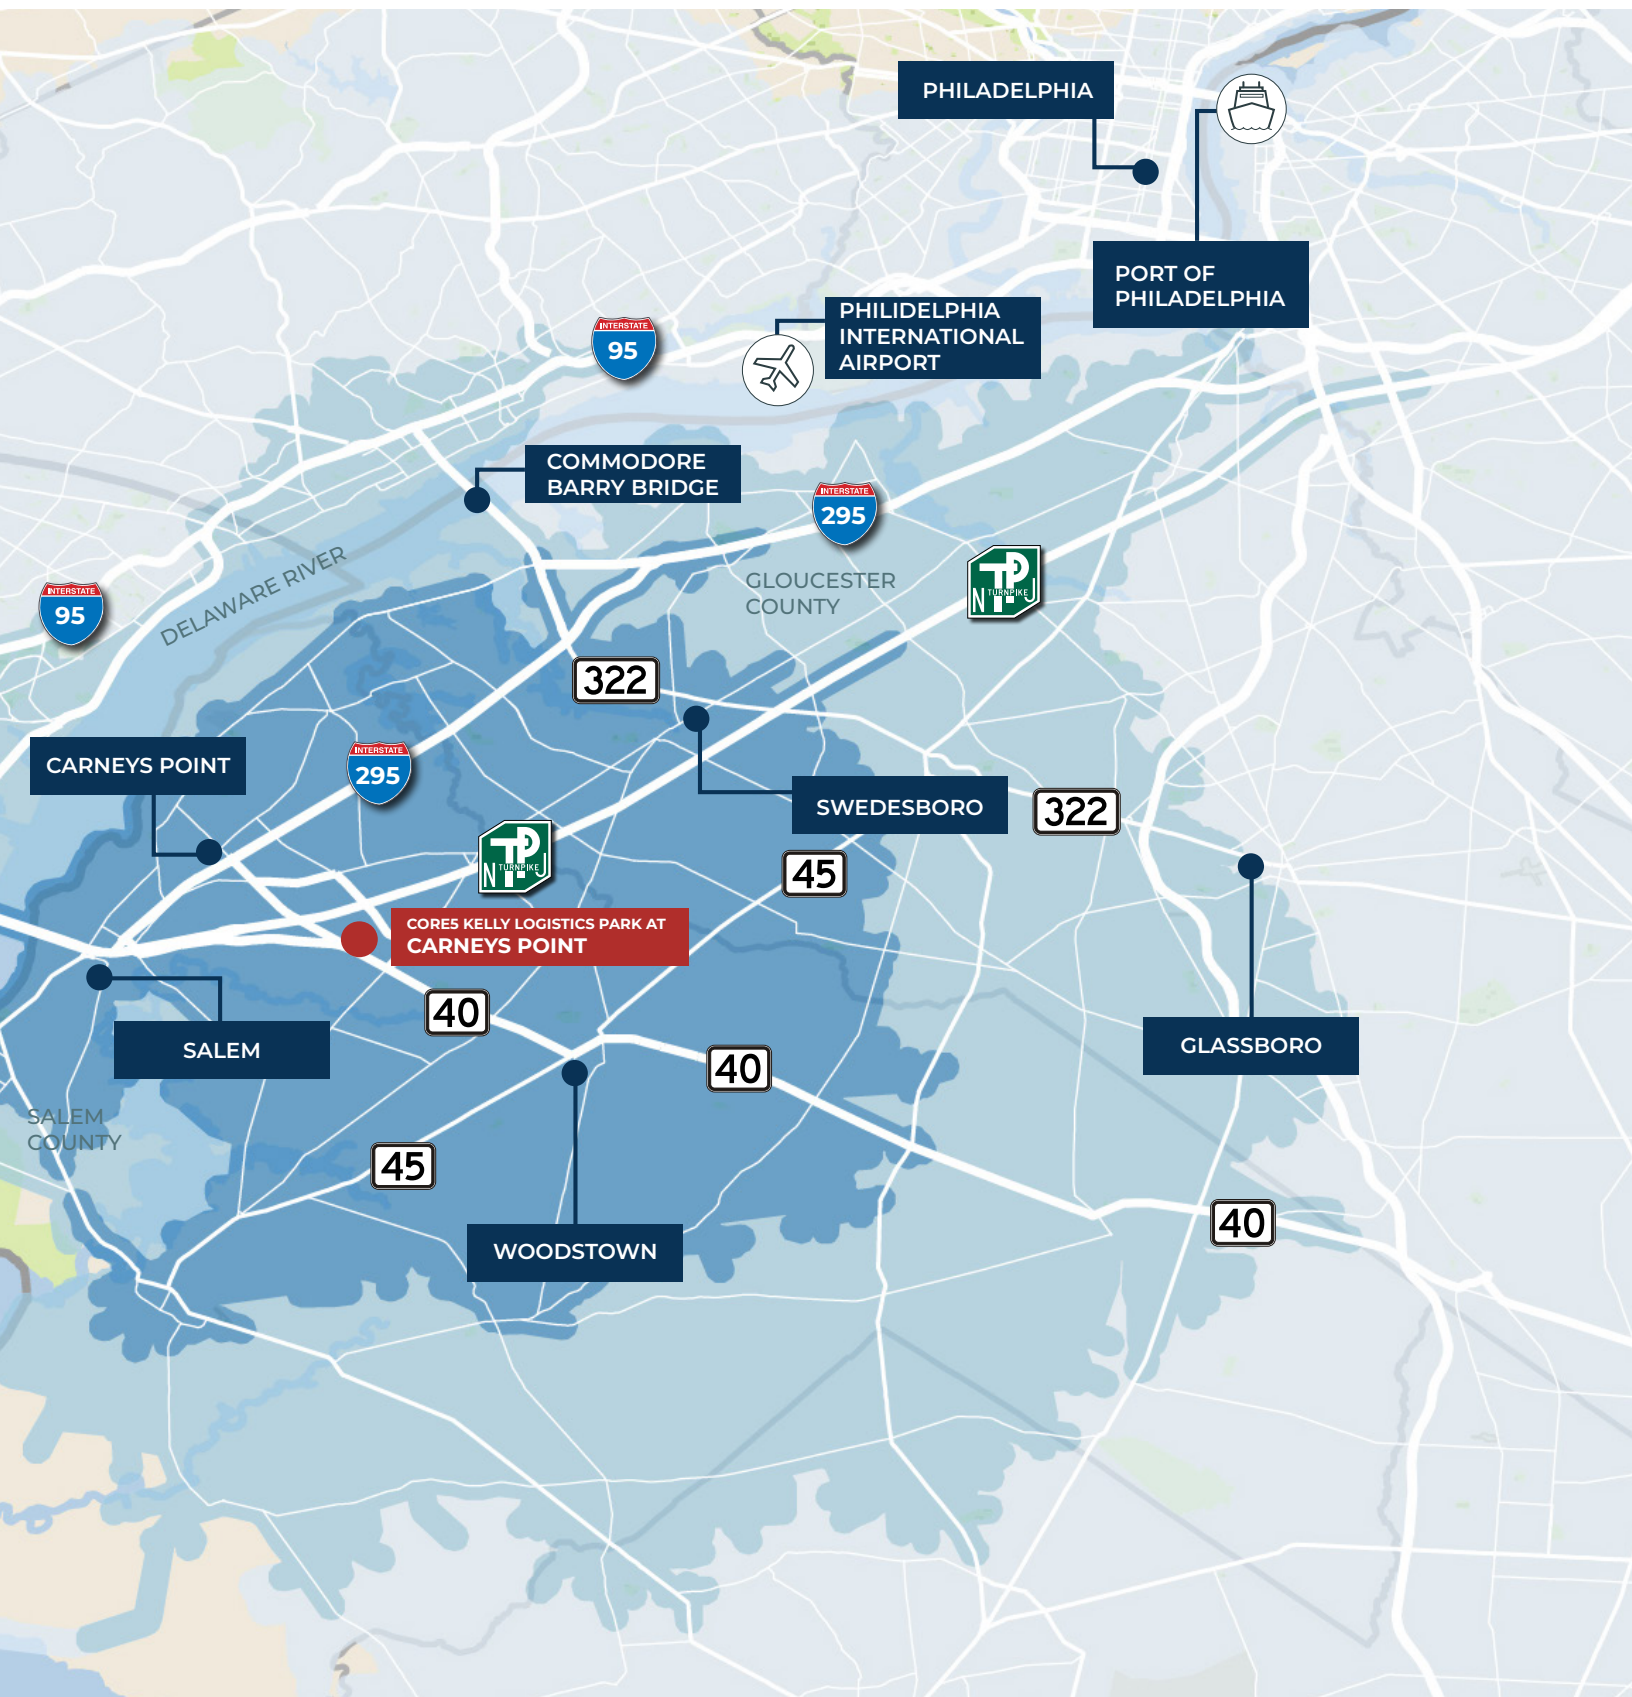 PHILADELPHIA
PORT OF
PHILADELPHIA
PHILIDELPHIA
INTERNATIONAL
AIRPORT
INTERSTATE
95
COMMODORE
BARRY BRIDGE
INTERSTATE
295
GLOUCESTER
COUNTY
N TP J
TURNPIKE
DELAWARE RIVER
INTERSTATE
95
322
CARNEYS POINT
INTERSTATE
295
SWEDESBORO
322
N TP J
TURNPIKE
45
CORE5 KELLY LOGISTICS PARK AT
CARNEYS POINT
40
SALEM
40
GLASSBORO
SALEM
COUNTY
45
WOODSTOWN
40